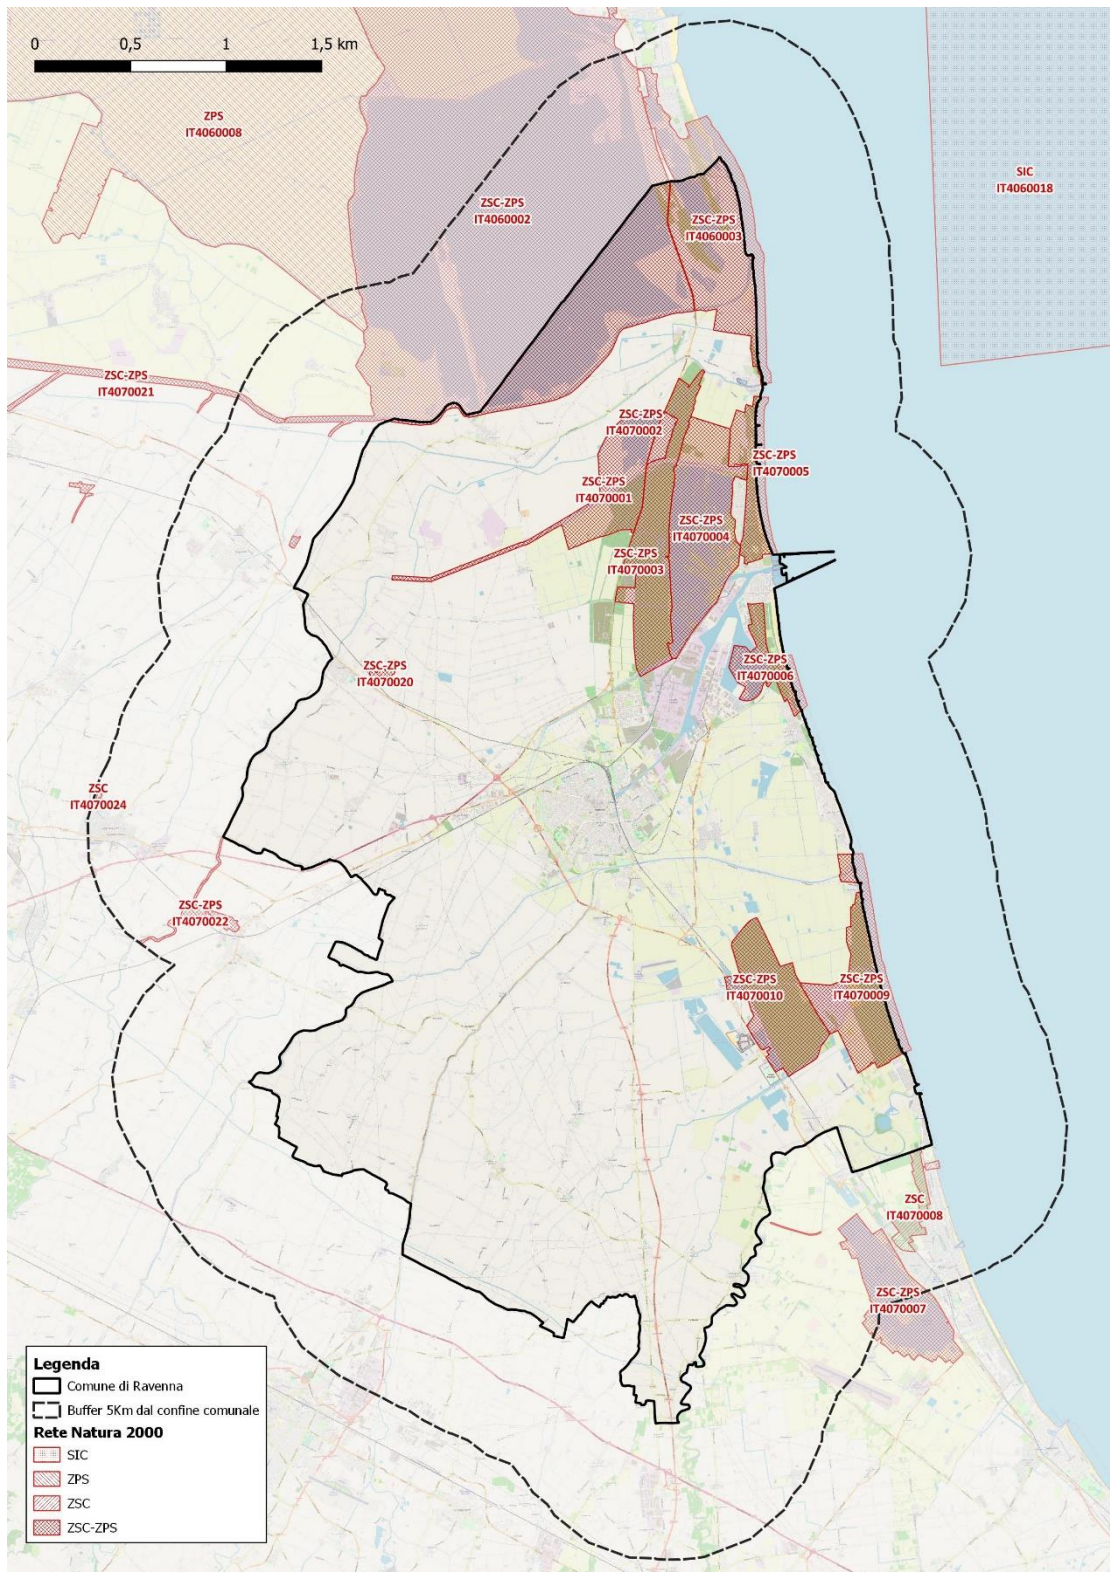 0 0,5 1 1,5 km
ZPS
IT4060008
SIC
IT4060018
ZSC-ZPS
IT4060002
ZSC-ZPS
IT4060003
ZSC-ZPS
IT4070021
ZSC-ZPS
IT4070002
ZSC-ZPS
IT4070005
ZSC-ZPS
IT4070001
ZSC-ZPS
IT4070004
ZSC-ZPS
IT4070003
ZSC-ZPS
IT4070020
ZSC-ZPS
IT4070006
ZSC
IT4070024
ZSC-ZPS
IT4070022
ZSC-ZPS
IT4070010
ZSC-ZPS
IT4070009
ZSC
IT4070008
ZSC-ZPS
IT4070007
Legenda
Comune di Ravenna
Buffer 5Km dal confine comunale
Rete Natura 2000
SIC
ZPS
ZSC
ZSC-ZPS